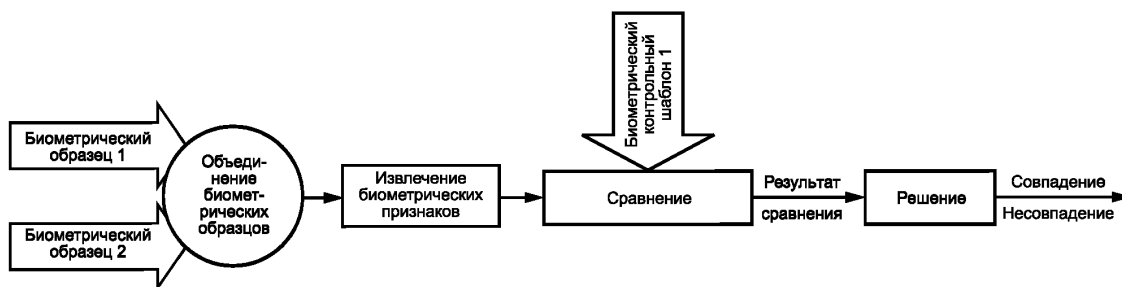 Биометрический
образец 1
Биометрический
образец 2
Объеди-
нение
биомет-
рических
образцов
Извлечение
биометрических
признаков
Биометрический
контрольный
шаблон 1
Сравнение
Результат
сравнения
Решение
Совпадение
Несовпадение